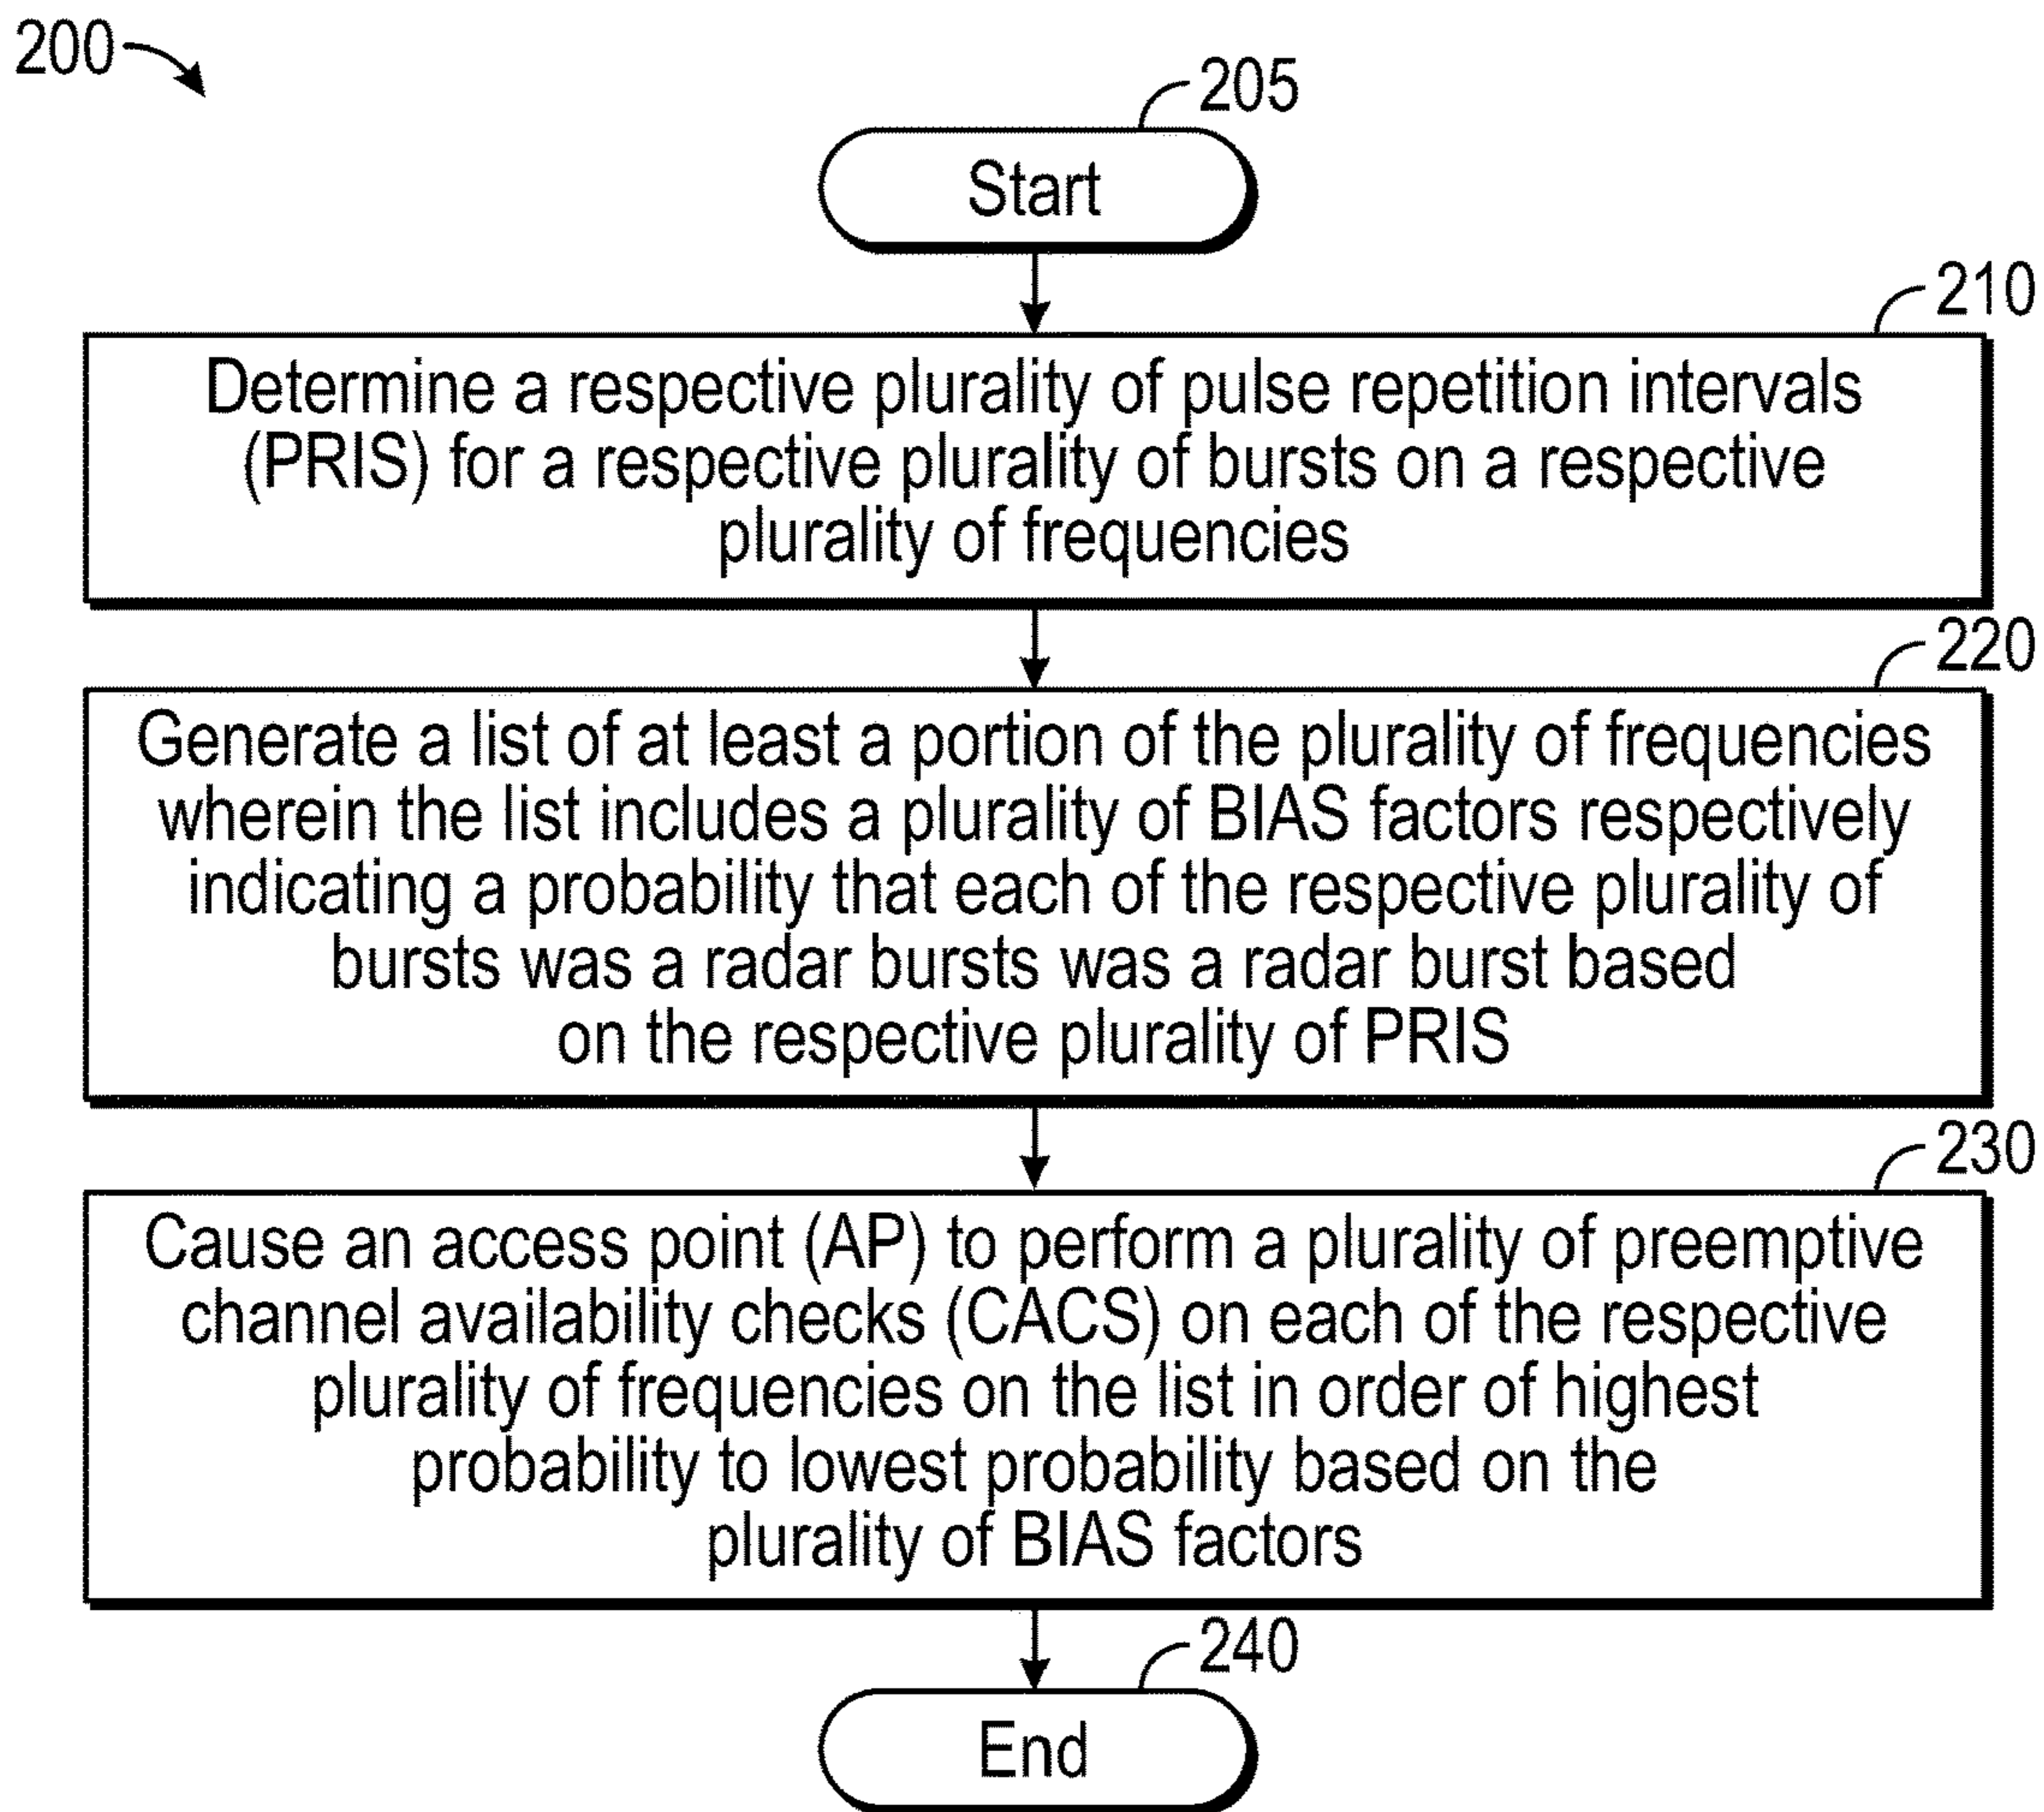 200
205
Start
210
Determine a respective plurality of pulse repetition intervals
(PRIS) for a respective plurality of bursts on a respective
plurality of frequencies
220
Generate a list of at least a portion of the plurality of frequencies
wherein the list includes a plurality of BIAS factors respectively
indicating a probability that each of the respective plurality of
bursts was a radar bursts was a radar burst based
on the respective plurality of PRIS
230
Cause an access point (AP) to perform a plurality of preemptive
channel availability checks (CACS) on each of the respective
plurality of frequencies on the list in order of highest
probability to lowest probability based on the
plurality of BIAS factors
240
End